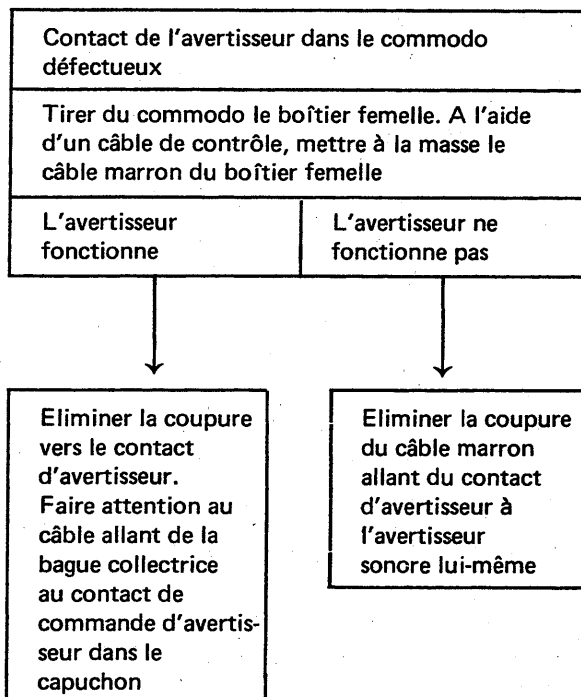 Contact de l'avertisseur dans le commodo
défectueux
Tirer du commodo le boîtier femelle. A l'aide
d'un câble de contrôle, mettre à la masse le
câble marron du boîtier femelle
L'avertisseur
fonctionne
L'avertisseur ne
fonctionne pas
Eliminer la coupure
vers le contact
d'avertisseur.
Faire attention au
câble allant de la
bague collectrice
au contact de
commande d'avertis-
seur dans le
capuchon
Eliminer la coupure
du câble marron
allant du contact
d'avertisseur à
l'avertisseur
sonore lui-même